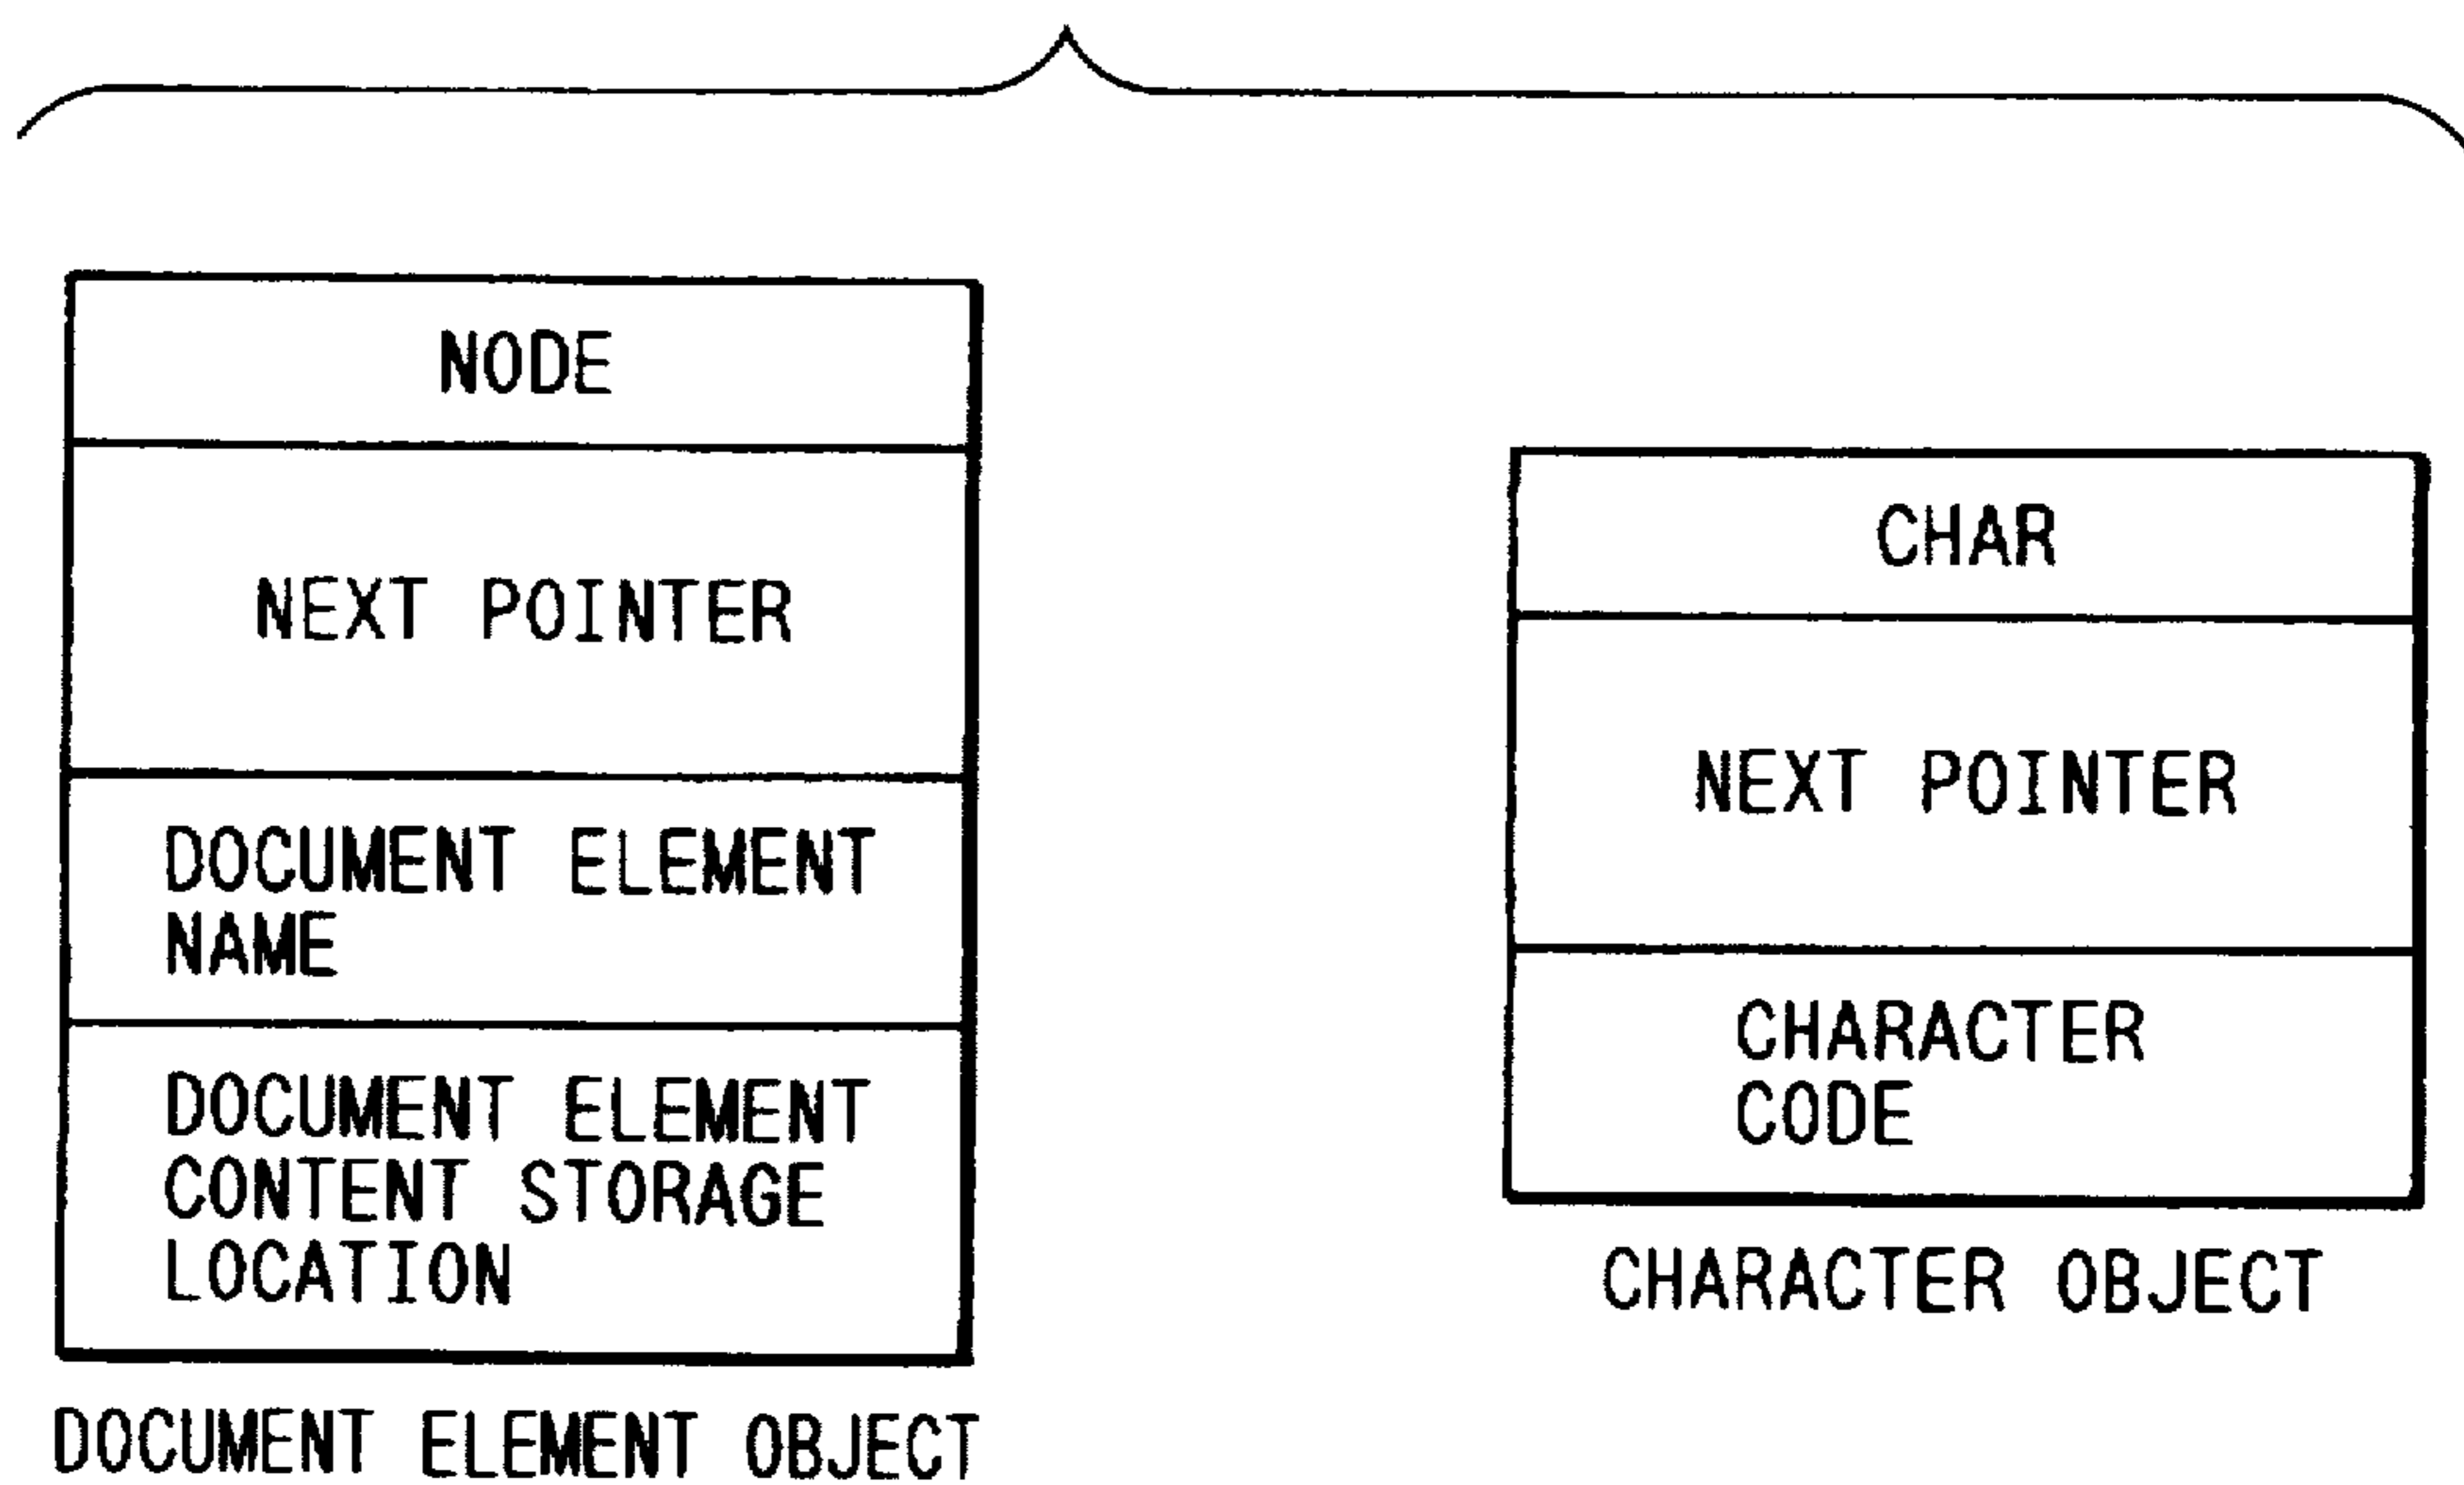 NODE
NEXT POINTER
DOCUMENT ELEMENT
NAME
DOCUMENT ELEMENT
CONTENT STORAGE
LOCATION
DOCUMENT ELEMENT OBJECT
CHAR
NEXT POINTER
CHARACTER
CODE
CHARACTER OBJECT